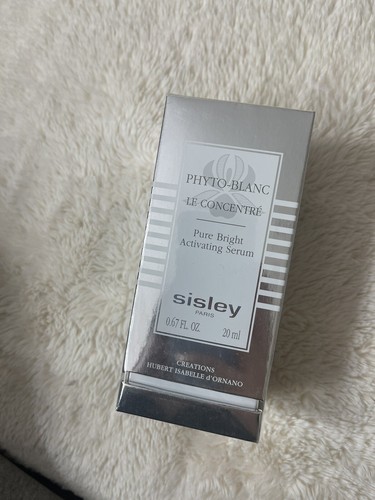 PHYTO-BLANC
LE CONCENTRÉ
Pure Bright
Activating Serum
sisley
PARIS
0.67 FL. OZ. 20 ml
CREATIONS
HUBERT ISABELLE d'ORNANO